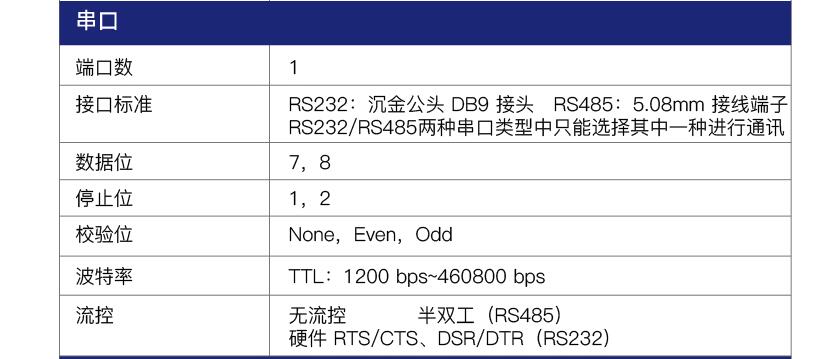 串口
端口数 1
接口标准 RS232：沉金公头 DB9 接头 RS485：5.08mm 接线端子
RS232/RS485两种串口类型中只能选择其中一种进行通讯
数据位 7，8
停止位 1，2
校验位 None，Even，Odd
波特率 TTL：1200 bps~460800 bps
流控 无流控 半双工（RS485）
硬件 RTS/CTS、DSR/DTR（RS232）